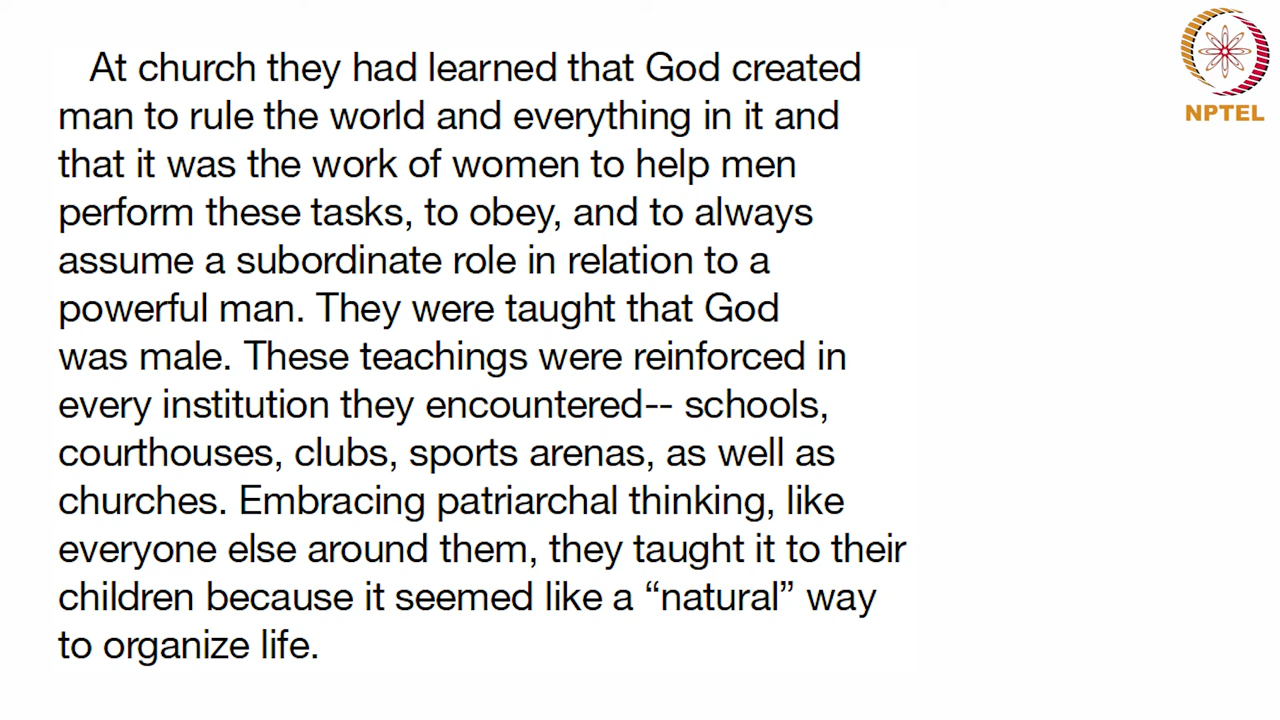 At church they had learned that God created
man to rule the world and everything in it and
that it was the work of women to help men
perform these tasks, to obey, and to always
assume a subordinate role in relation to a
powerful man. They were taught that God
was male. These teachings were reinforced in
every institution they encountered-- schools,
courthouses, clubs, sports arenas, as well as
churches. Embracing patriarchal thinking, like
everyone else around them, they taught it to their
children because it seemed like a “natural” way
to organize life.
NPTEL